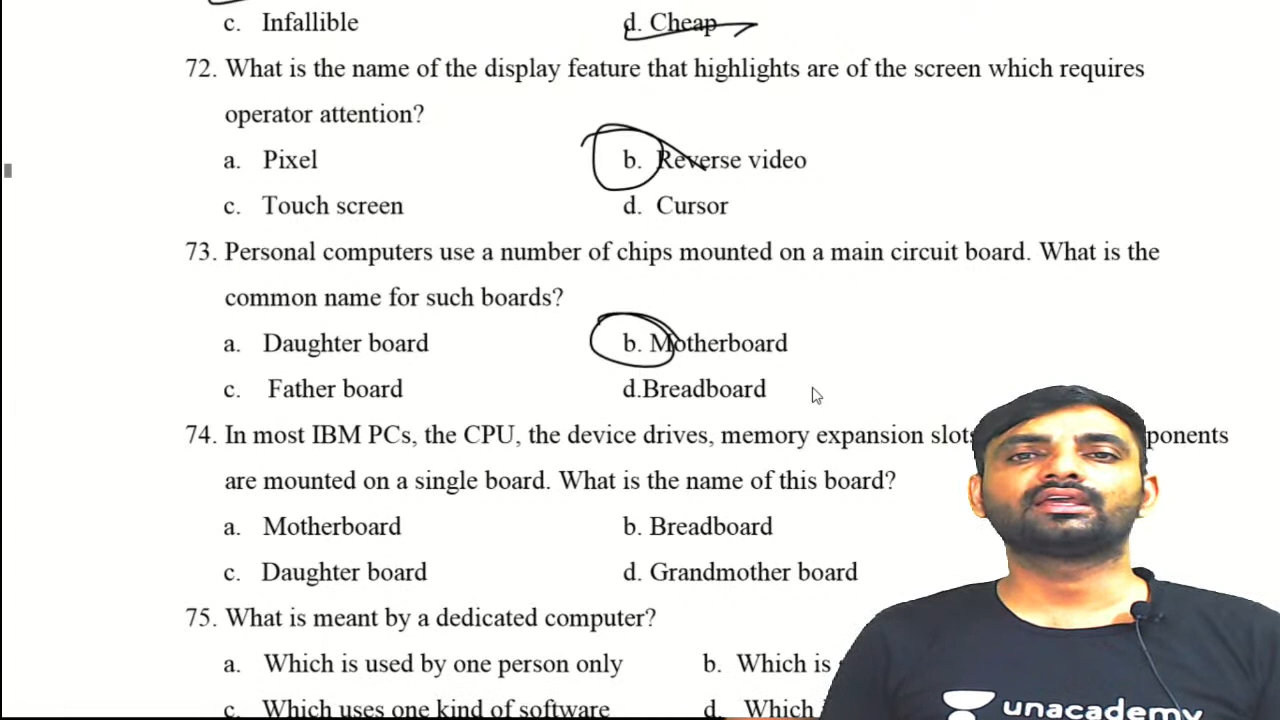 c. Infallible d. Cheap
72. What is the name of the display feature that highlights are of the screen which requires
operator attention?
a. Pixel b. Reverse video
c. Touch screen d. Cursor
73. Personal computers use a number of chips mounted on a main circuit board. What is the
common name for such boards?
a. Daughter board b. Motherboard
c. Father board d.Breadboard
74. In most IBM PCs, the CPU, the device drives, memory expansion slots ponents
are mounted on a single board. What is the name of this board?
a. Motherboard b. Breadboard
c. Daughter board d. Grandmother board
75. What is meant by a dedicated computer?
a. Which is used by one person only b. Which is
c. Which uses one kind of software d. Which
unacademy